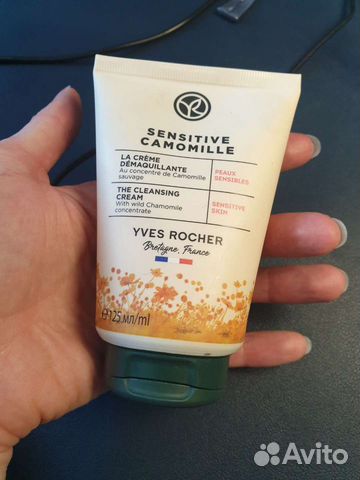 SENSITIVE
CAMOMILLE
LA CRÈME
DÉMAQUILLANTE
Au concentré de Camomille
sauvage
PEAUX
SENSIBLES
THE CLEANSING
CREAM
With wild Chamomile
concentrate
SENSITIVE
SKIN
YVES ROCHER
Bretagne, France
℮125 мл/ml
Avito